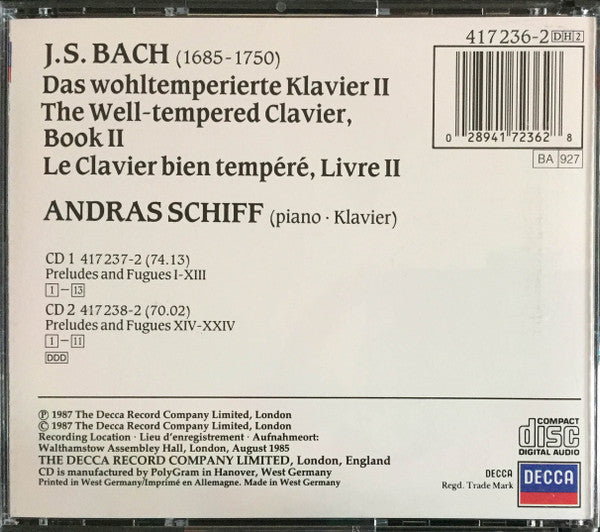 J.S. BACH (1685-1750)
Das wohltemperierte Klavier II
The Well-tempered Clavier,
Book II
Le Clavier bien tempéré, Livre II
ANDRAS SCHIFF (piano · Klavier)
417 236-2 DH2
0 28941 72362 8
BA 927
CD 1 417 237-2 (74.13)
Preludes and Fugues I-XIII
1–13
CD 2 417 238-2 (70.02)
Preludes and Fugues XIV-XXIV
1–11
DDD
℗ 1987 The Decca Record Company Limited, London
© 1987 The Decca Record Company Limited, London
Recording Location · Lieu d'enregistrement · Aufnahmeort:
Walthamstow Assembley Hall, London, August 1985
THE DECCA RECORD COMPANY LIMITED, London, England
CD is manufactured by PolyGram in Hanover, West Germany
Printed in West Germany/Imprimé en Allemagne. Made in West Germany
COMPACT
disc
DIGITAL AUDIO
DECCA
Regd. Trade Mark
DECCA